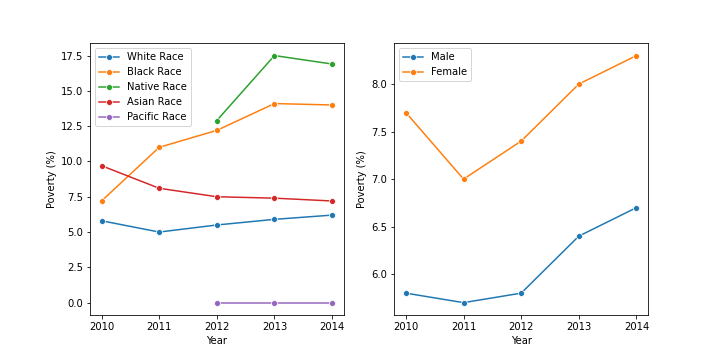 White Race
Black Race
Native Race
Asian Race
Pacific Race
17.5
15.0
12.5
10.0
7.5
5.0
2.5
0.0
Poverty (%)
2010 2011 2012 2013 2014
Year
Male
Female
8.0
7.5
7.0
6.5
6.0
Poverty (%)
2010 2011 2012 2013 2014
Year